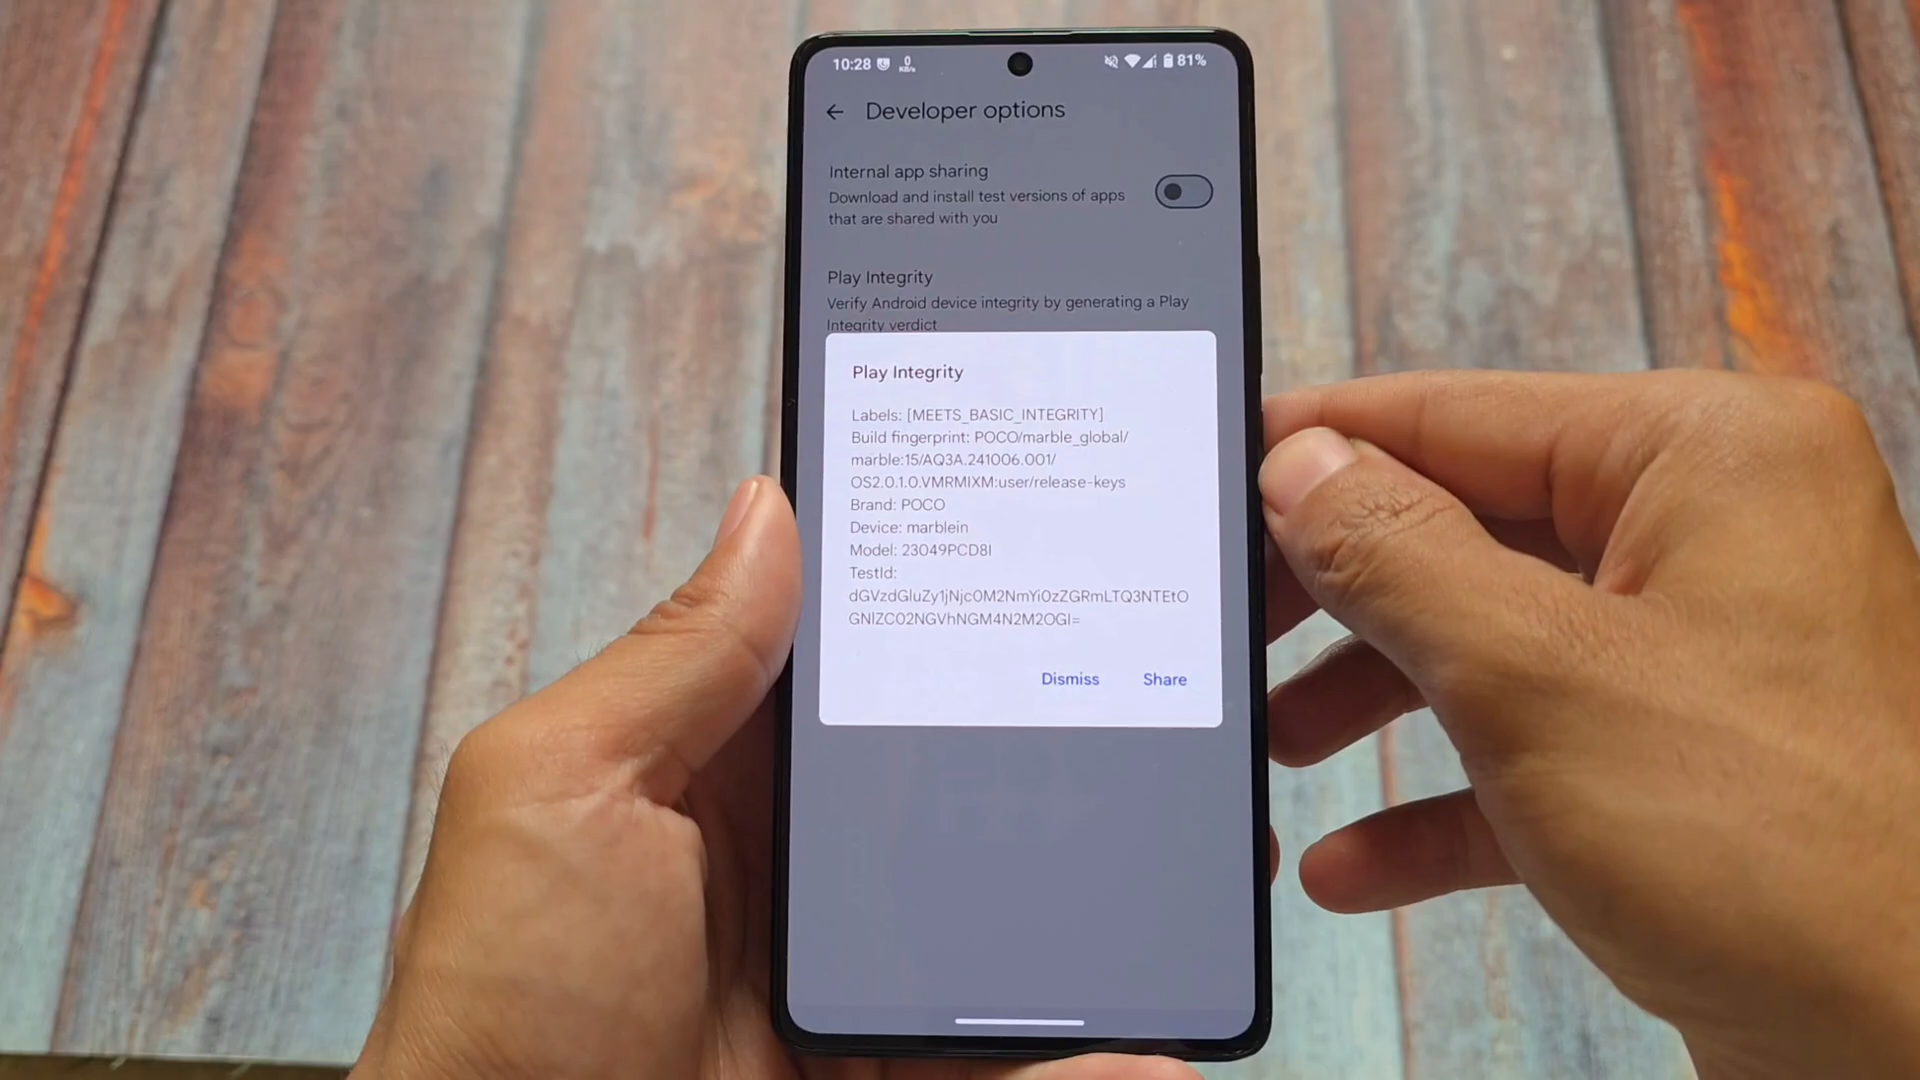 10:28 0 KB/s 81%
Developer options
Internal app sharing
Download and install test versions of apps
that are shared with you
Play Integrity
Verify Android device integrity by generating a Play
Integrity verdict
Play Integrity
Labels: [MEETS_BASIC_INTEGRITY]
Build fingerprint: POCO/marble_global/
marble:15/AQ3A.241006.001/
OS2.0.1.0.VMRMIXM:user/release-keys
Brand: POCO
Device: marblein
Model: 23049PCD8I
TestId:
dGVzdGluZy1jNjc0M2NmYi0zZGRmLTQ3NTEtO
GNlZC02NGVhNGM4N2M2OGI=
Dismiss Share